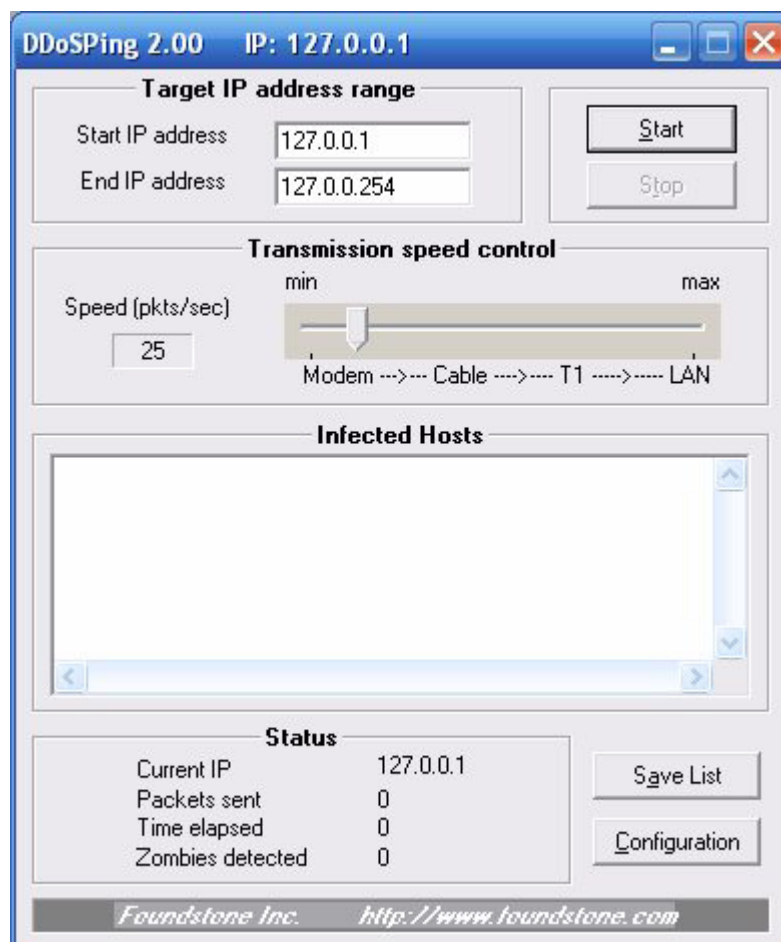 DDoSPing 2.00 IP: 127.0.0.1
Target IP address range
Start IP address 127.0.0.1
End IP address 127.0.0.254
Start
Stop
Transmission speed control
min max
Speed (pkts/sec)
25
Modem --->--- Cable ---->---- T1 ----->----- LAN
Infected Hosts
Status
Current IP 127.0.0.1
Packets sent 0
Time elapsed 0
Zombies detected 0
Save List
Configuration
Foundstone Inc. http://www.foundstone.com